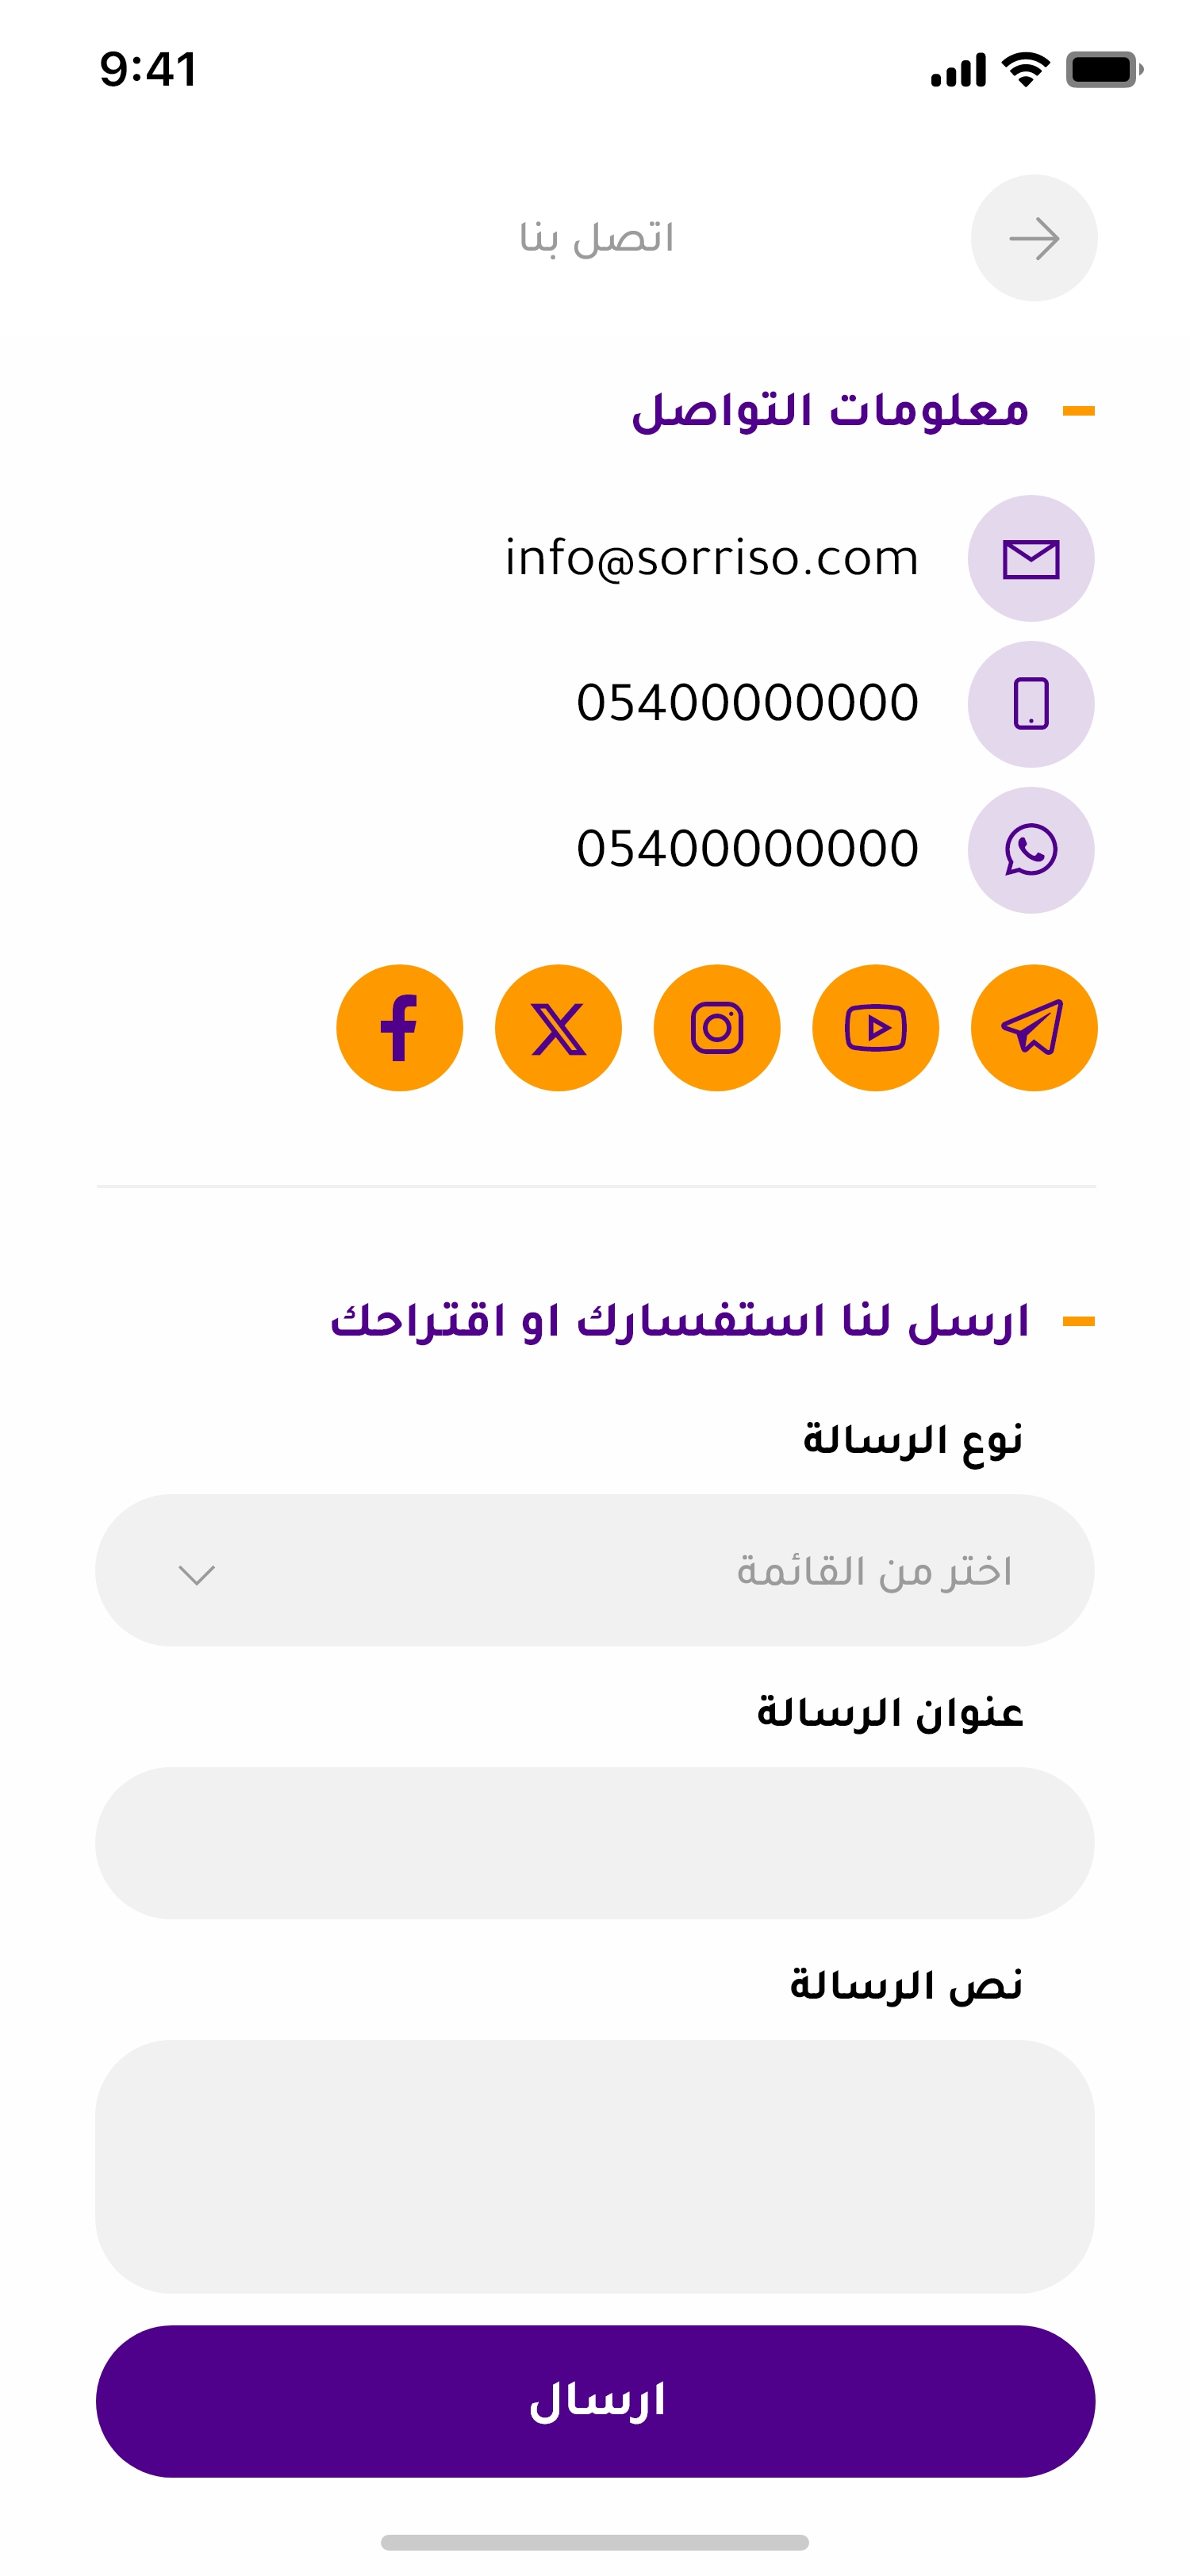 9:41
اتصل بنا
معلومات التواصل
info@sorriso.com
05400000000
05400000000
ارسل لنا استفسارك او اقتراحك
نوع الرسالة
اختر من القائمة
عنوان الرسالة
نص الرسالة
ارسال